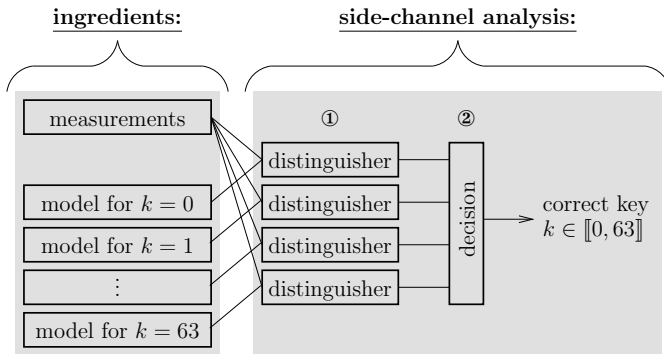 ingredients:
side-channel analysis:
measurements
model for k = 0
model for k = 1
⋮
model for k = 63
①
②
distinguisher
distinguisher
distinguisher
distinguisher
decision
correct key
k ∈ ⟦0, 63⟧